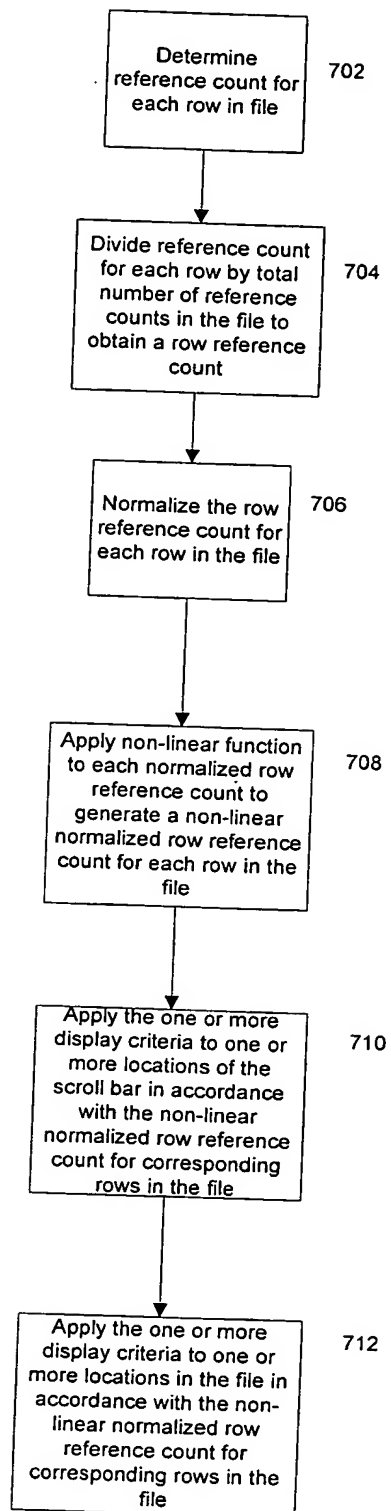 Determine
reference count for
each row in file
702
Divide reference count
for each row by total
number of reference
counts in the file to
obtain a row reference
count
704
Normalize the row
reference count for
each row in the file
706
Apply non-linear function
to each normalized row
reference count to
generate a non-linear
normalized row reference
count for each row in the
file
708
Apply the one or more
display criteria to one or
more locations of the
scroll bar in accordance
with the non-linear
normalized row reference
count for corresponding
rows in the file
710
Apply the one or more
display criteria to one or
more locations in the file in
accordance with the non-
linear normalized row
reference count for
corresponding rows in the
file
712